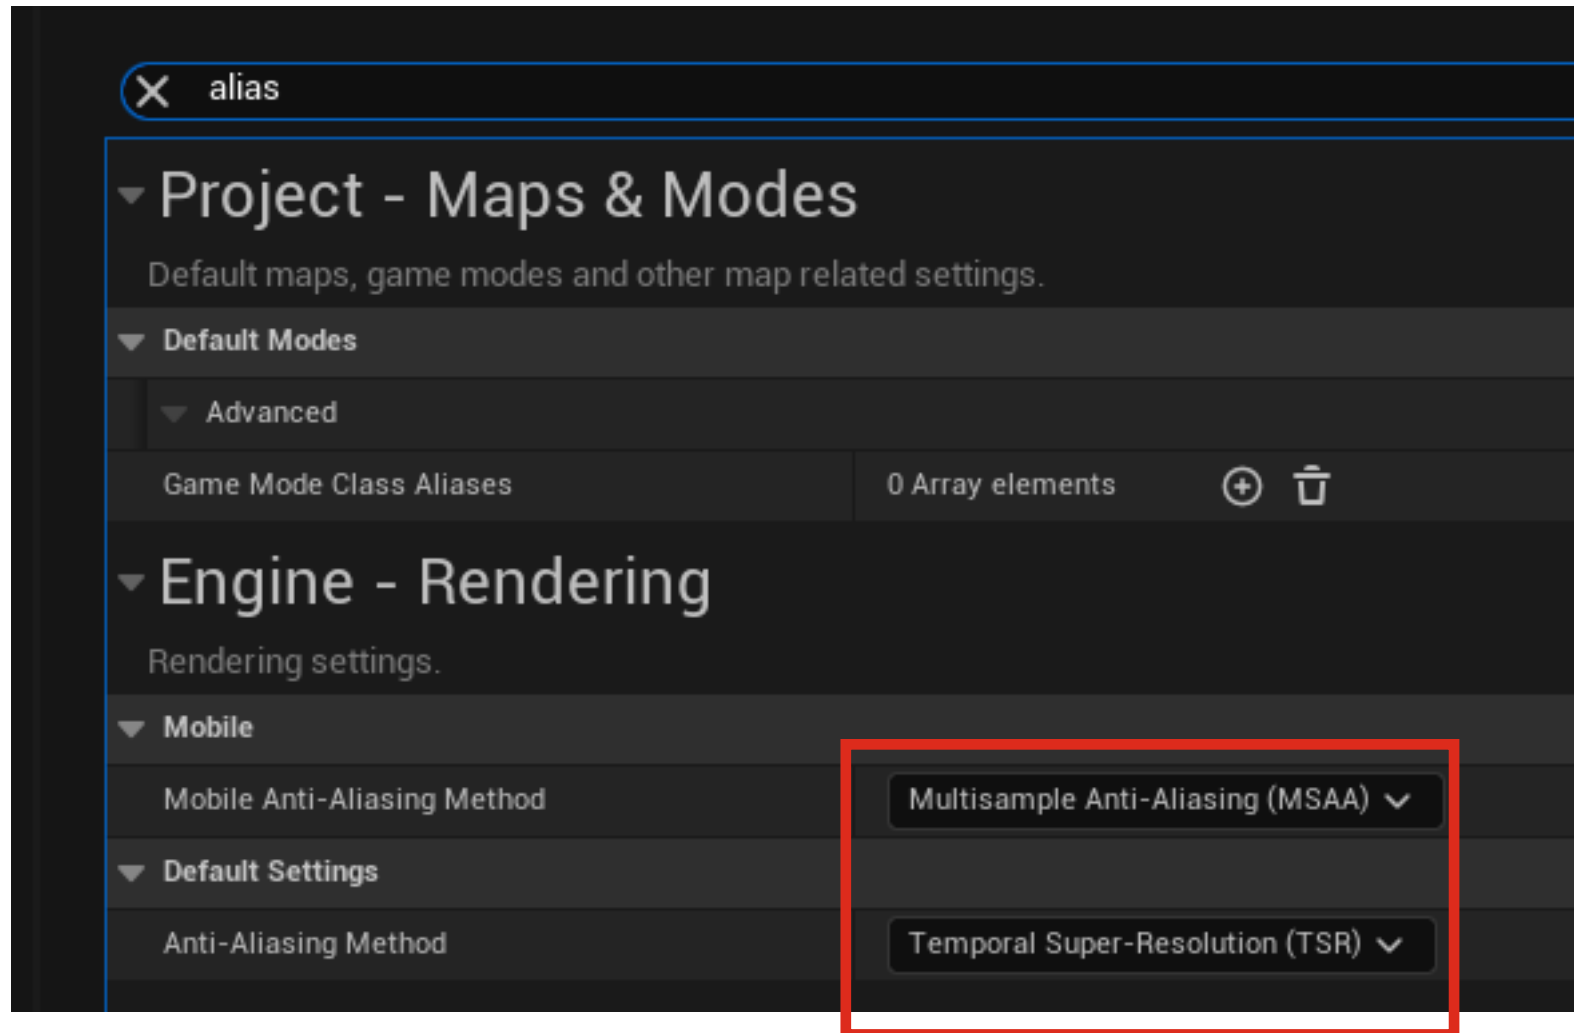 alias
Project - Maps & Modes
Default maps, game modes and other map related settings.
Default Modes
Advanced
Game Mode Class Aliases 0 Array elements
Engine - Rendering
Rendering settings.
Mobile
Mobile Anti-Aliasing Method Multisample Anti-Aliasing (MSAA)
Default Settings
Anti-Aliasing Method Temporal Super-Resolution (TSR)